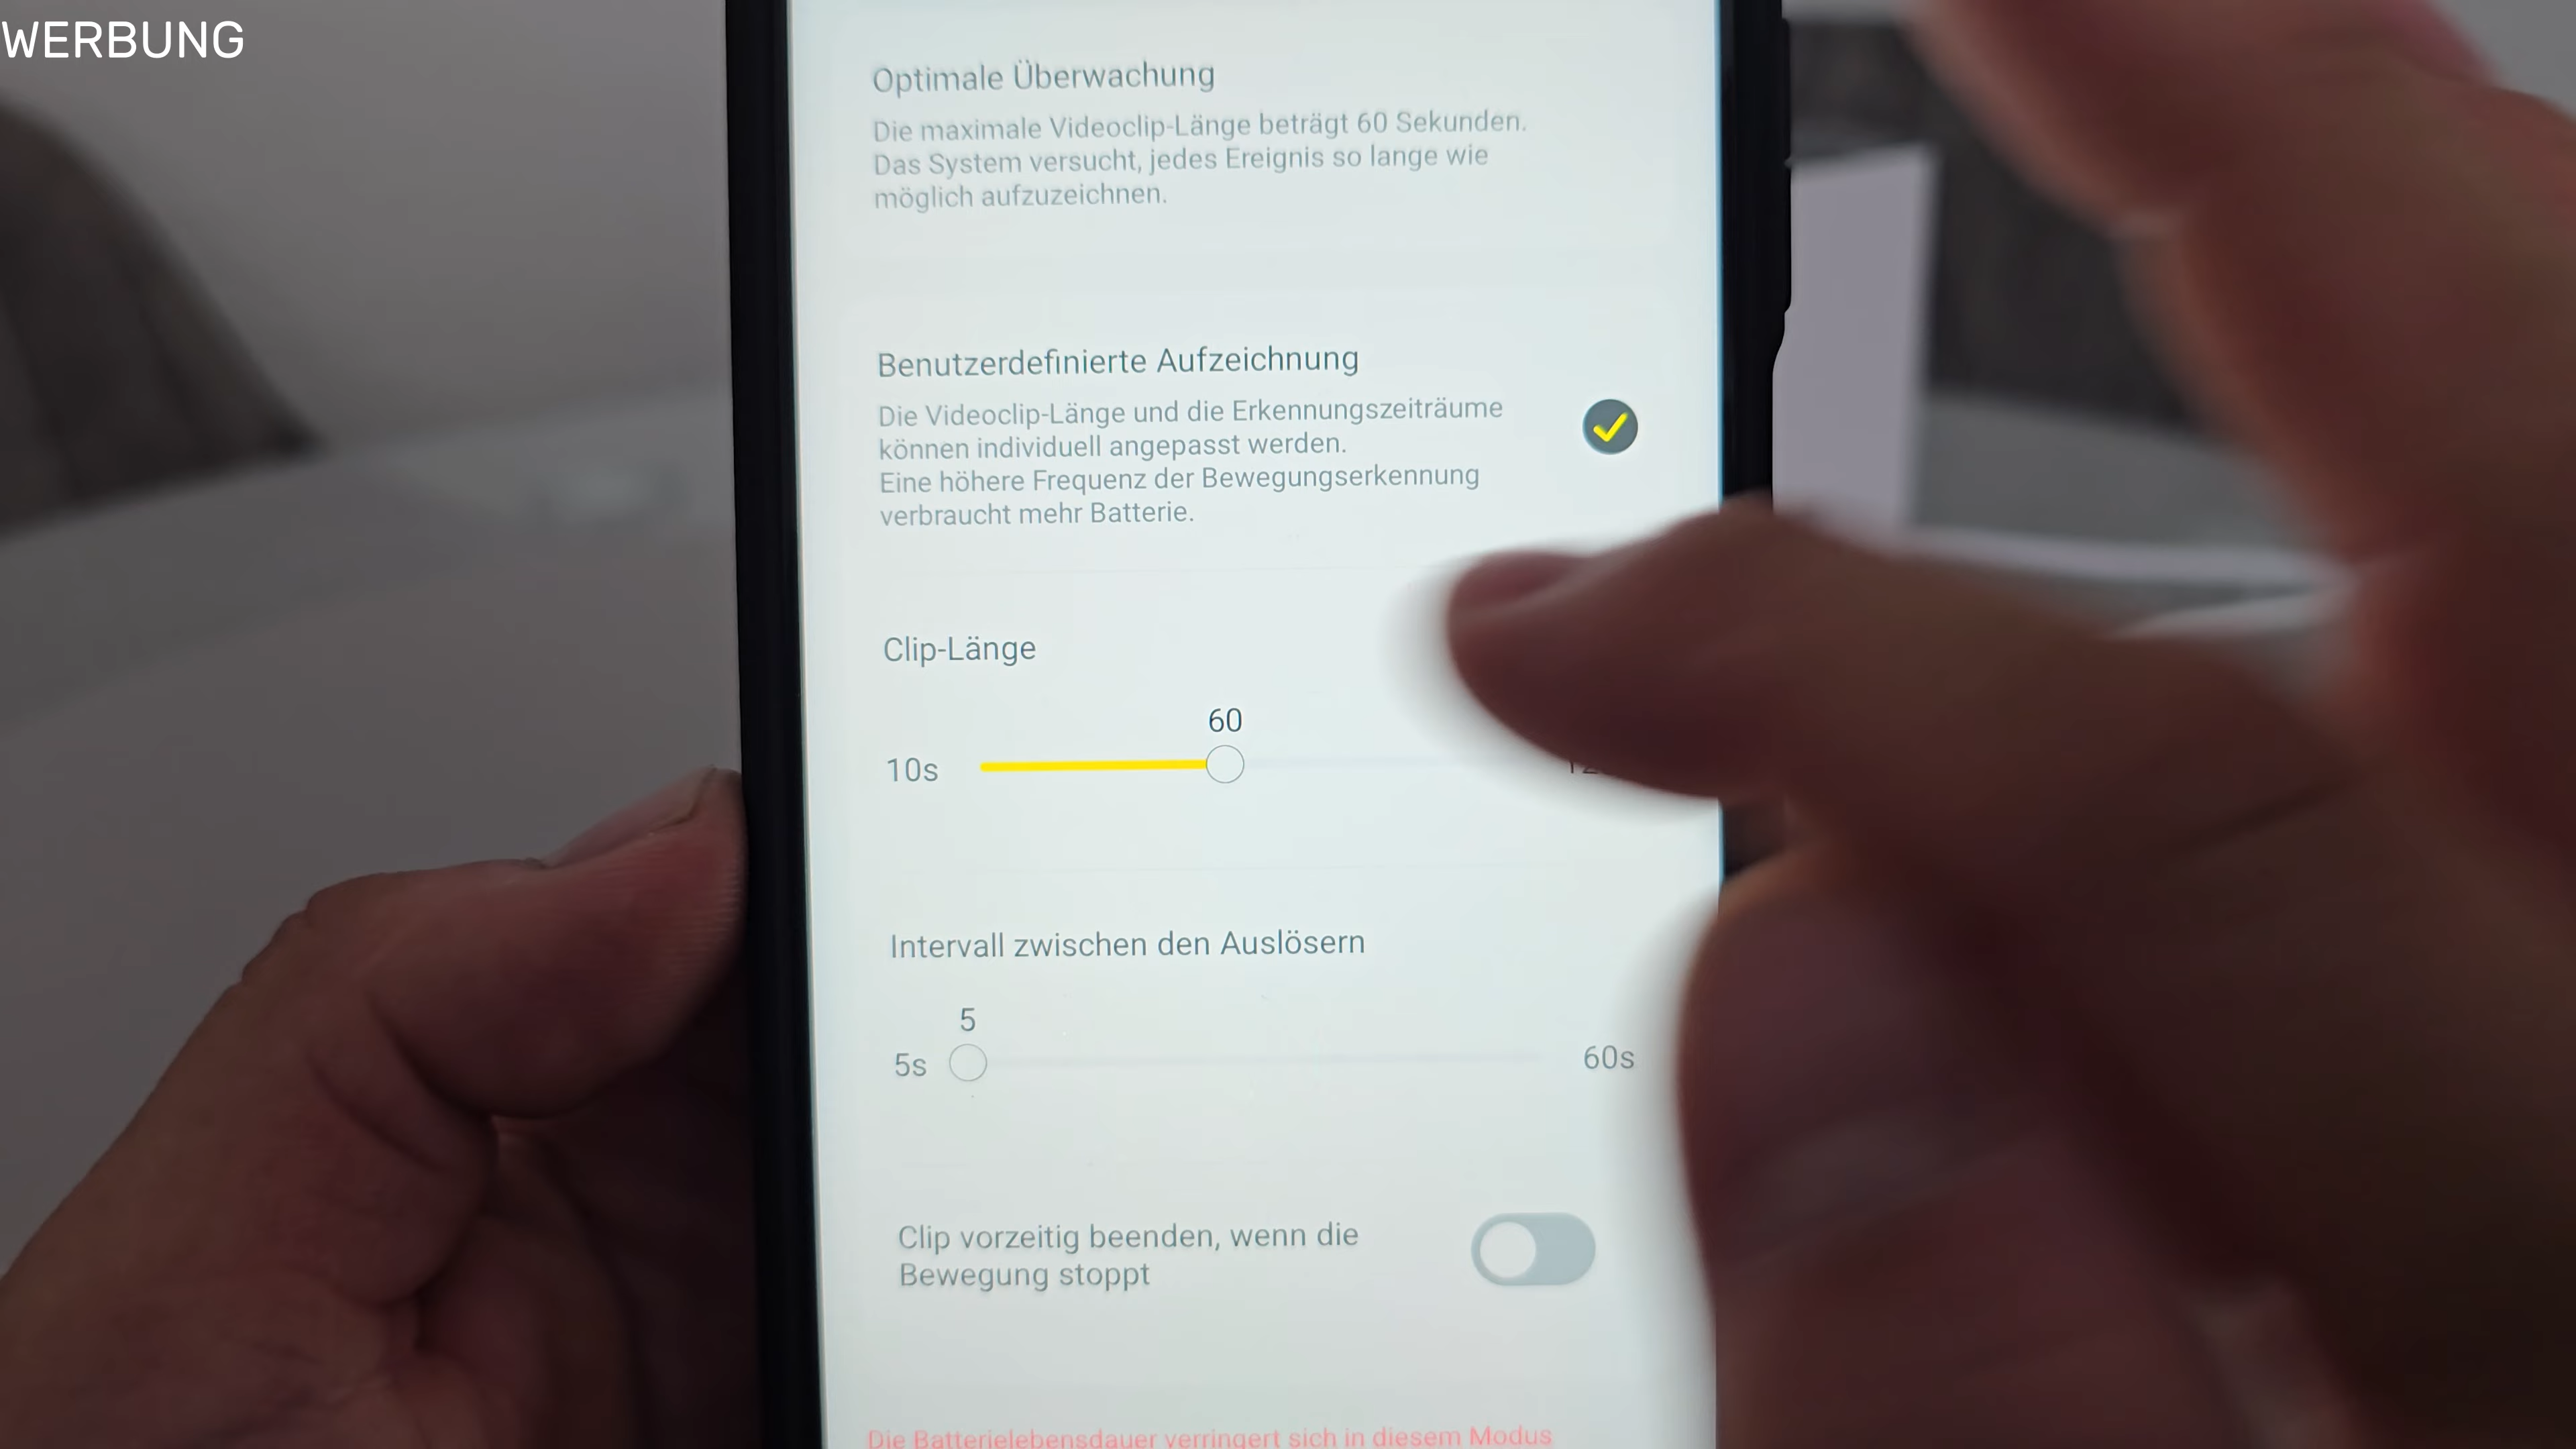 WERBUNG
Optimale Überwachung
Die maximale Videoclip-Länge beträgt 60 Sekunden.
Das System versucht, jedes Ereignis so lange wie
möglich aufzuzeichnen.
Benutzerdefinierte Aufzeichnung
Die Videoclip-Länge und die Erkennungszeiträume
können individuell angepasst werden.
Eine höhere Frequenz der Bewegungserkennung
verbraucht mehr Batterie.
Clip-Länge
60
10s
Intervall zwischen den Auslösern
5
5s 60s
Clip vorzeitig beenden, wenn die
Bewegung stoppt
Die Batterielebensdauer verringert sich in diesem Modus